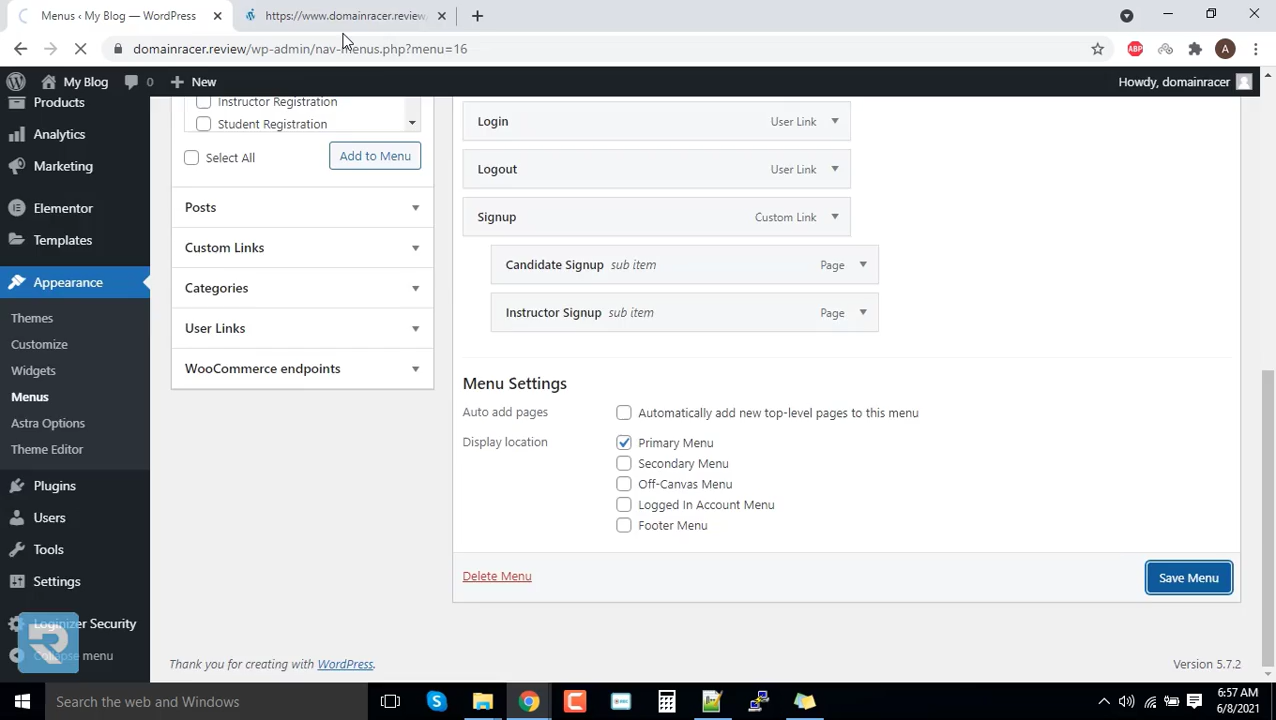 Menus ‹ My Blog — WordPress
https://www.domainracer.review
domainracer.review/wp-admin/nav-menus.php?menu=16
ABP
A
My Blog
0
New
Howdy, domainracer
Products
Analytics
Marketing
Elementor
Templates
Appearance
Themes
Customize
Widgets
Menus
Astra Options
Theme Editor
Plugins
Users
Tools
Settings
Loginizer Security
Collapse menu
Instructor Registration
Student Registration
Select All
Add to Menu
Posts
Custom Links
Categories
User Links
WooCommerce endpoints
Login User Link
Logout User Link
Signup Custom Link
Candidate Signup sub item Page
Instructor Signup sub item Page
Menu Settings
Auto add pages Automatically add new top-level pages to this menu
Display location Primary Menu
Secondary Menu
Off-Canvas Menu
Logged In Account Menu
Footer Menu
Delete Menu
Save Menu
Thank you for creating with WordPress.
Version 5.7.2
Search the web and Windows
6:57 AM
6/8/2021